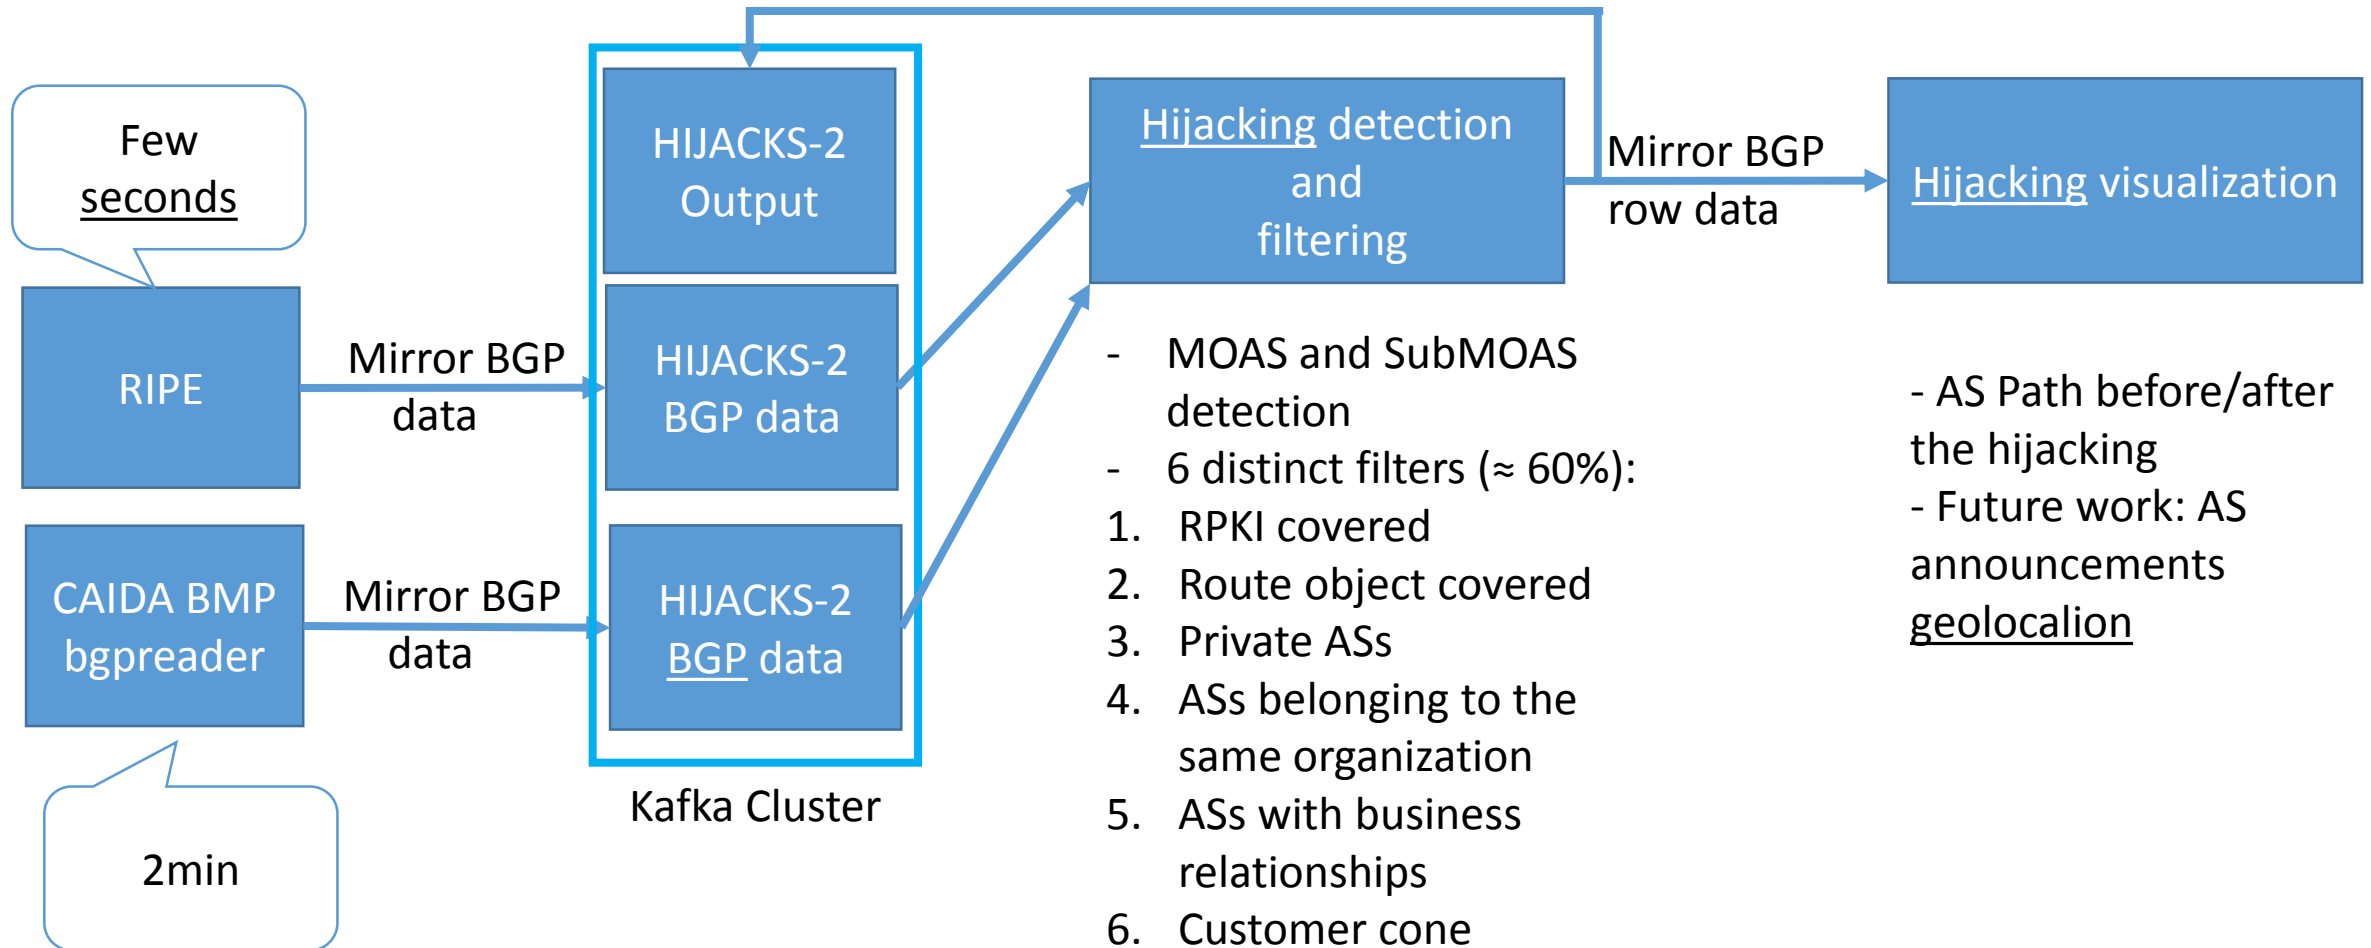 Few
seconds
RIPE
CAIDA BMP
bgpreader
2min
Mirror BGP
data
Mirror BGP
data
HIJACKS-2
Output
HIJACKS-2
BGP data
HIJACKS-2
BGP data
Kafka Cluster
Hijacking detection
and
filtering
- MOAS and SubMOAS
detection
- 6 distinct filters (≈ 60%):
1. RPKI covered
2. Route object covered
3. Private ASs
4. ASs belonging to the
same organization
5. ASs with business
relationships
6. Customer cone
Mirror BGP
row data
Hijacking visualization
- AS Path before/after
the hijacking
- Future work: AS
announcements
geolocalion